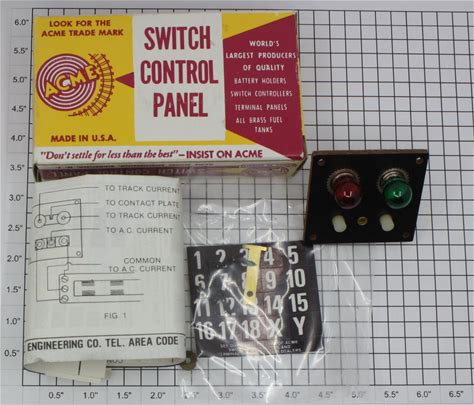 LOOK FOR THE
ACME TRADE MARK
ACME
MADE IN U.S.A.
SWITCH
CONTROL
PANEL
WORLD'S
LARGEST PRODUCERS
OF QUALITY
BATTERY HOLDERS
SWITCH CONTROLLERS
TERMINAL PANELS
ALL BRASS FUEL
TANKS
"Don't settle for less than the best"—INSIST ON ACME
TO TRACK CURRENT
TO CONTACT PLATE
TO TRACK CURRENT
TO A.C. CURRENT
COMMON
TO A.C. CURRENT
FIG. 1
ENGINEERING CO. TEL. AREA CODE
1 2 3 4 5
6
10
11
15
16 17 18 X Y
6.0"
5.5"
5.0"
4.5"
4.0"
3.5"
3.0"
2.5"
2.0"
1.5"
1.0"
0.5"
0.5" 1.0" 1.5" 2.0" 2.5" 3.0" 3.5" 4.0" 4.5" 5.0" 5.5" 6.0" 6.5" 7.0"